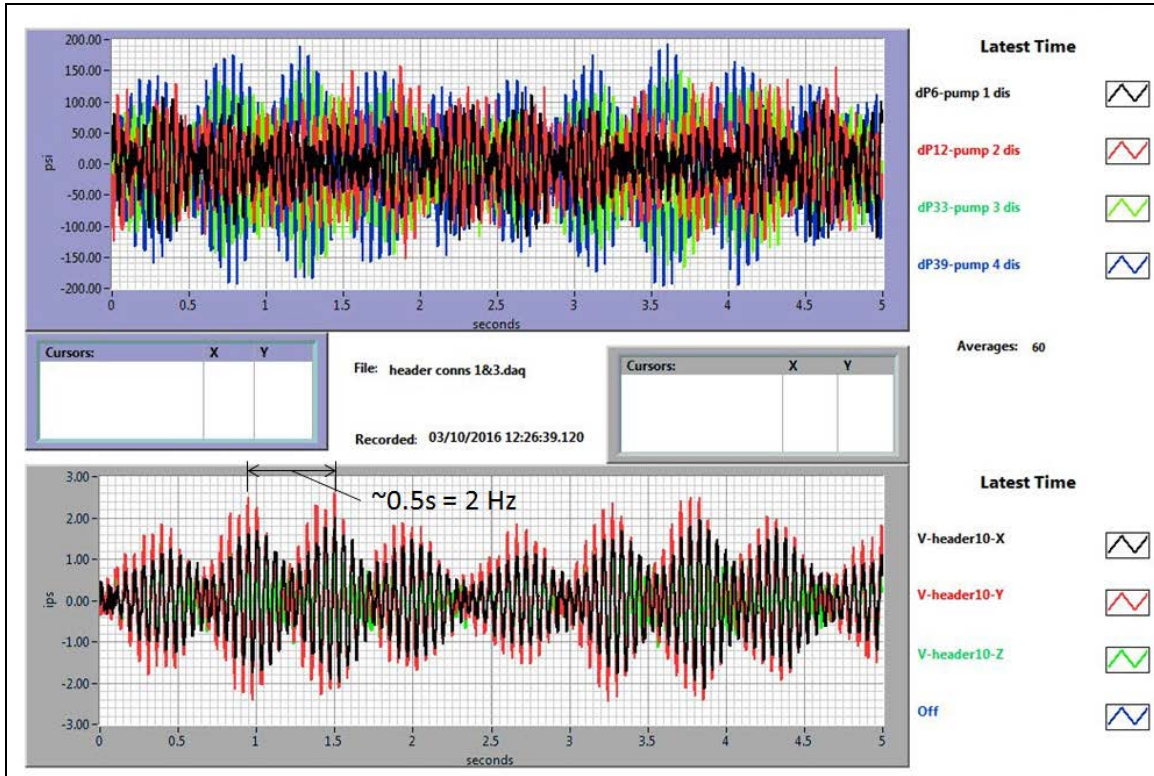 200.00
150.00
100.00
50.00
0.00
-50.00
-100.00
-150.00
-200.00
psi
0 0.5 1 1.5 2 2.5 3 3.5 4 4.5 5
seconds
Latest Time
dP6-pump 1 dis
dP12-pump 2 dis
dP33-pump 3 dis
dP39-pump 4 dis
Averages: 60
Cursors: X Y
File: header conns 1&3.daq
Recorded: 03/10/2016 12:26:39.120
Cursors: X Y
~0.5s = 2 Hz
3.00
2.00
1.00
0.00
-1.00
-2.00
-3.00
ips
0 0.5 1 1.5 2 2.5 3 3.5 4 4.5 5
seconds
Latest Time
V-header10-X
V-header10-Y
V-header10-Z
Off